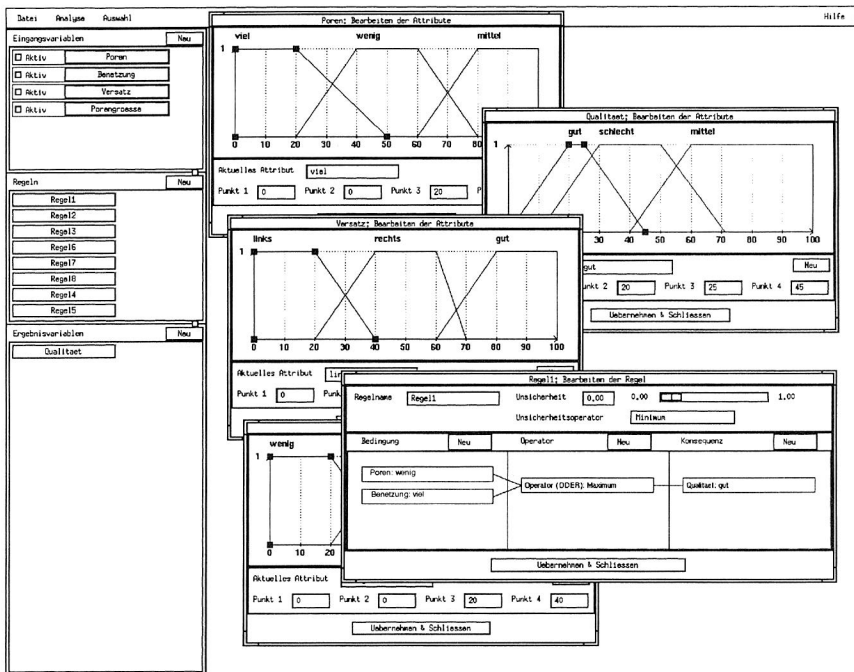 Datei Analyse Auswahl Hilfe
Eingangsvariablen Neu
Aktiv Poren
Aktiv Benetzung
Aktiv Versatz
Aktiv Porengroesse
Regeln Neu
Regel1
Regel2
Regel3
Regel6
Regel7
Regel8
Regel4
Regel5
Ergebnisvariablen Neu
Qualitaet
Poren; Bearbeiten der Attribute
viel wenig mittel
1
0 10 20 30 40 50 60 70 80
Aktuelles Attribut viel
Punkt 1 0 Punkt 2 0 Punkt 3 20
Qualitaet; Bearbeiten der Attribute
gut schlecht mittel
1
30 40 50 60 70 80 90 100
gut Neu
unkt 2 20 Punkt 3 25 Punkt 4 45
Uebernehmen & Schliessen
Versatz; Bearbeiten der Attribute
links rechts gut
1
0 10 20 30 40 50 60 70 80 90 100
Aktuelles Attribut lin
Punkt 1 0 Punk
Regel1; Bearbeiten der Regel
Regelname Regel1 Unsicherheit 0.00 0.00 1.00
Unsicherheitsoperator Minimum
Bedingung Neu Operator Neu Konsequenz Neu
Poren: wenig
Benetzung: viel
Operator (ODER): Maximum
Qualitaet: gut
Uebernehmen & Schliessen
wenig
1
0 10 20
Aktuelles Attribut
Punkt 1 0 Punkt 2 0 Punkt 3 20 Punkt 4 40
Uebernehmen & Schliessen